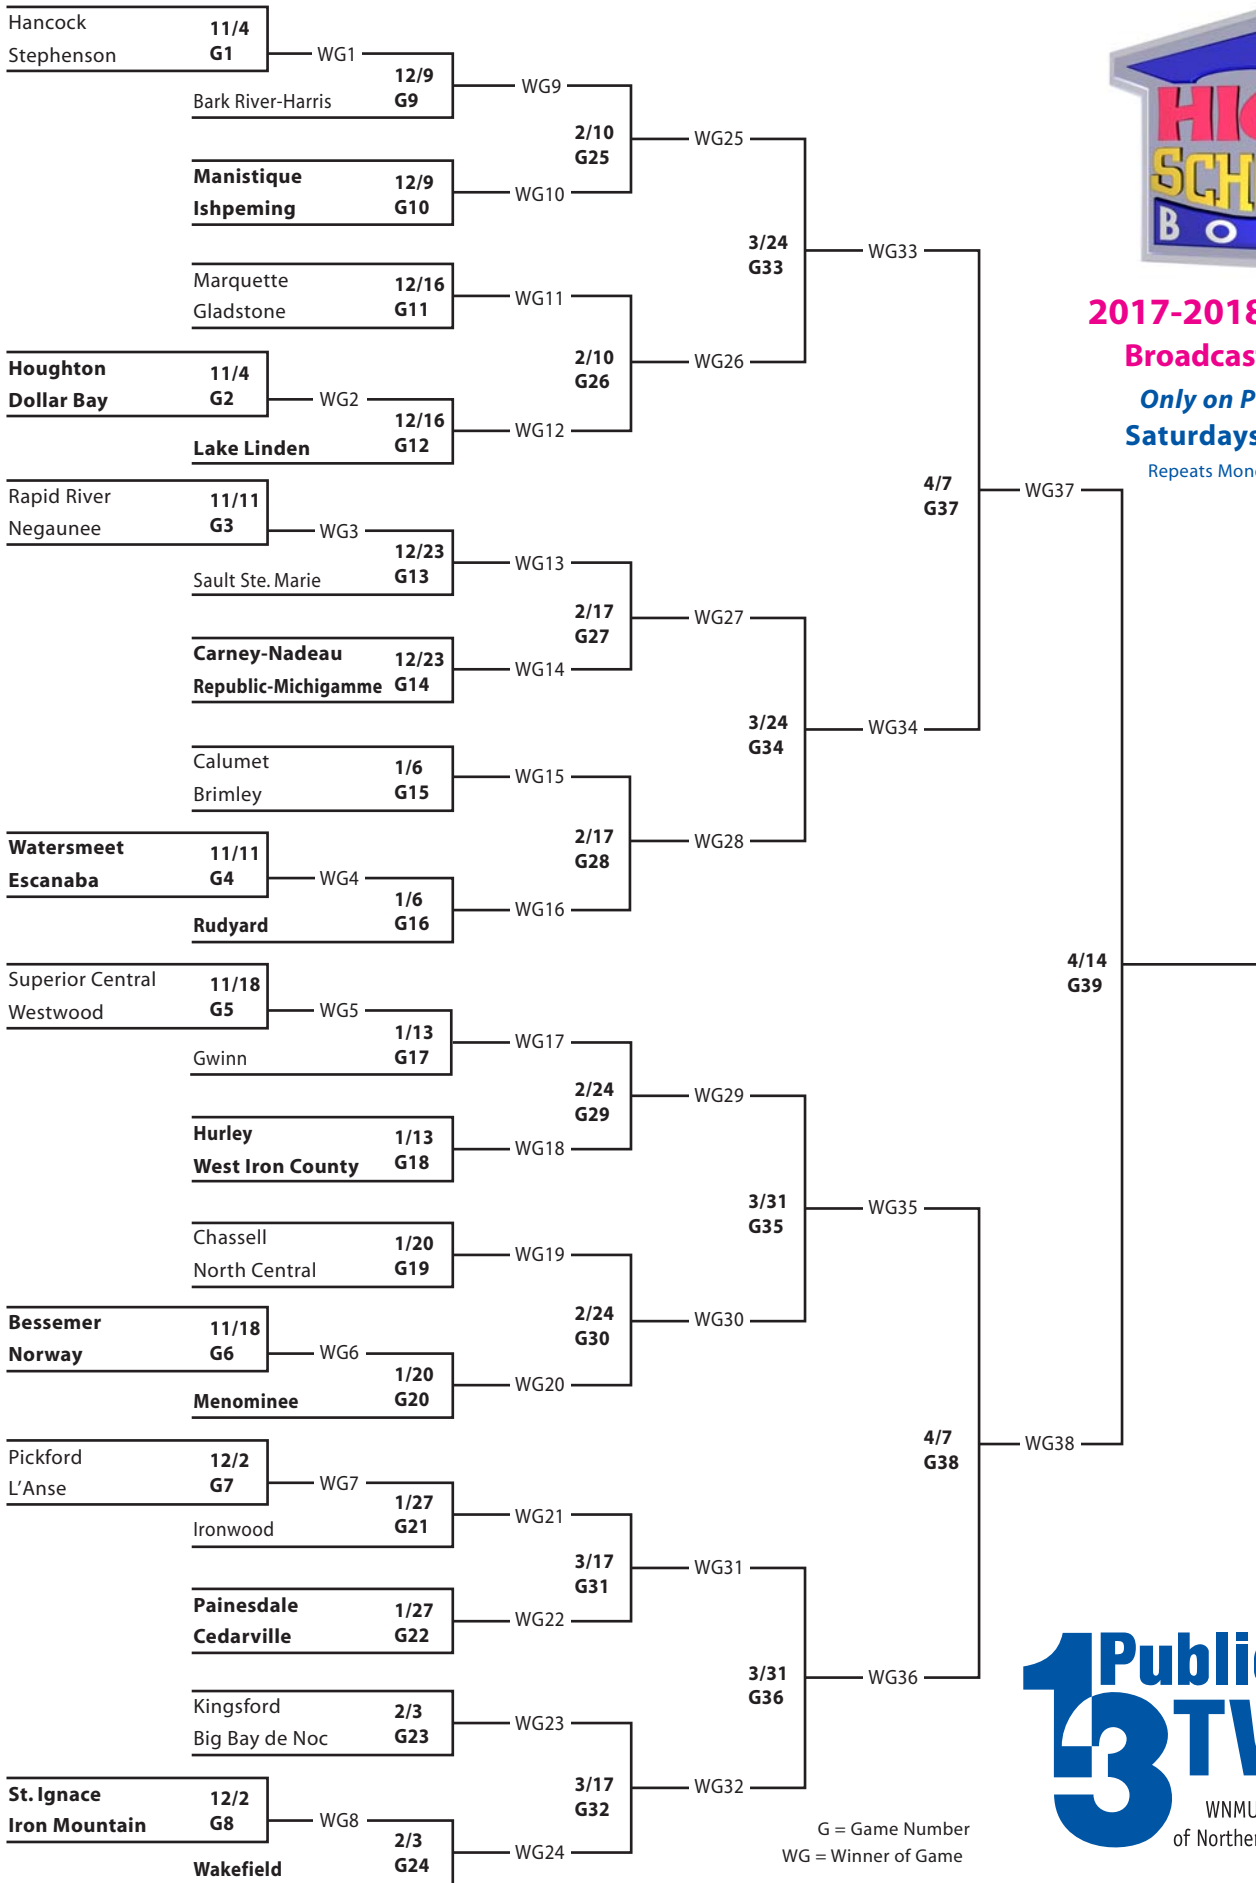 Hancock
Stephenson
11/4
G1
WG1
Bark River-Harris
12/9
G9
WG9
Manistique
Ishpeming
12/9
G10
WG10
2/10
G25
WG25
Marquette
Gladstone
12/16
G11
WG11
Houghton
Dollar Bay
11/4
G2
WG2
Lake Linden
12/16
G12
WG12
2/10
G26
WG26
3/24
G33
WG33
Rapid River
Negaunee
11/11
G3
WG3
Sault Ste. Marie
12/23
G13
WG13
Carney-Nadeau
Republic-Michigamme
12/23
G14
WG14
2/17
G27
WG27
Calumet
Brimley
1/6
G15
WG15
Watersmeet
Escanaba
11/11
G4
WG4
Rudyard
1/6
G16
WG16
2/17
G28
WG28
3/24
G34
WG34
4/7
G37
WG37
Superior Central
Westwood
11/18
G5
WG5
Gwinn
1/13
G17
WG17
Hurley
West Iron County
1/13
G18
WG18
2/24
G29
WG29
Chassell
North Central
1/20
G19
WG19
Bessemer
Norway
11/18
G6
WG6
Menominee
1/20
G20
WG20
2/24
G30
WG30
3/31
G35
WG35
Pickford
L'Anse
12/2
G7
WG7
Ironwood
1/27
G21
WG21
Painesdale
Cedarville
1/27
G22
WG22
3/17
G31
WG31
Kingsford
Big Bay de Noc
2/3
G23
WG23
St. Ignace
Iron Mountain
12/2
G8
WG8
Wakefield
2/3
G24
WG24
3/17
G32
WG32
3/31
G36
WG36
4/7
G38
WG38
4/14
G39
2017-2018
Only on
Saturdays
Repeats
13
TV
WNMU
of
G = Game Number
WG = Winner of Game